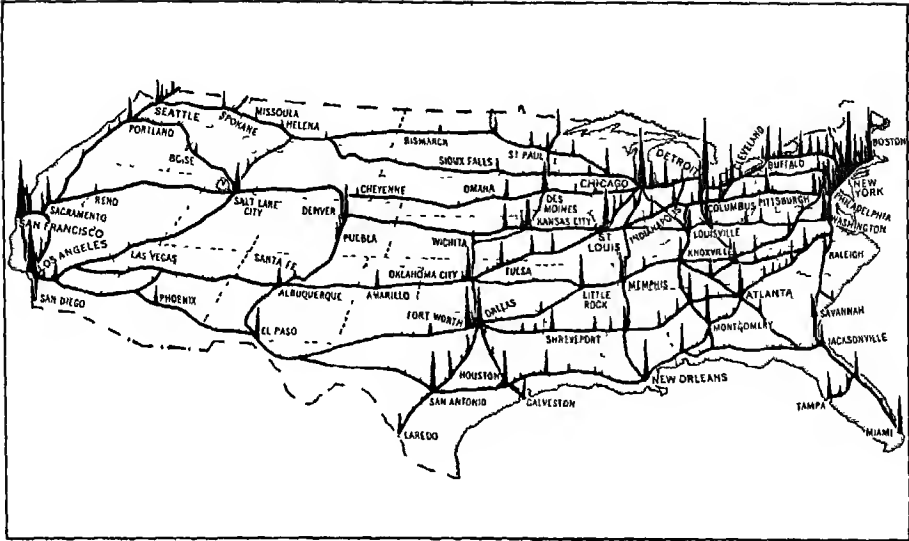 SEATTLE
SPOKANE
MISSOULA
HELENA
PORTLAND
BISMARCK
BOISE
SIOUX FALLS
ST PAUL
DETROIT
CLEVELAND
BUFFALO
BOSTON
RENO
SALT LAKE
CITY
CHEYENNE
OMAHA
CHICAGO
NEW
YORK
SACRAMENTO
SAN FRANCISCO
DENVER
DES
MOINES
KANSAS CITY
COLUMBUS
PITTSBURGH
PHILADELPHIA
WASHINGTON
LOS ANGELES
PUEBLA
WICHITA
ST
LOUIS
INDIANAPOLIS
LOUISVILLE
LAS VEGAS
SANTA FE
OKLAHOMA CITY
TULSA
KNOXVILLE
RALEIGH
SAN DIEGO
PHOENIX
ALBUQUERQUE
AMARILLO
LITTLE
ROCK
MEMPHIS
ATLANTA
EL PASO
FORT WORTH
DALLAS
SHREVEPORT
MONTGOMLRY
SAVANNAH
JACASONVILLE
HOUSTON
NEW ORLEANS
SAN ANTONIO
GALVESTON
TAMPA
LAREDO
MIAMI